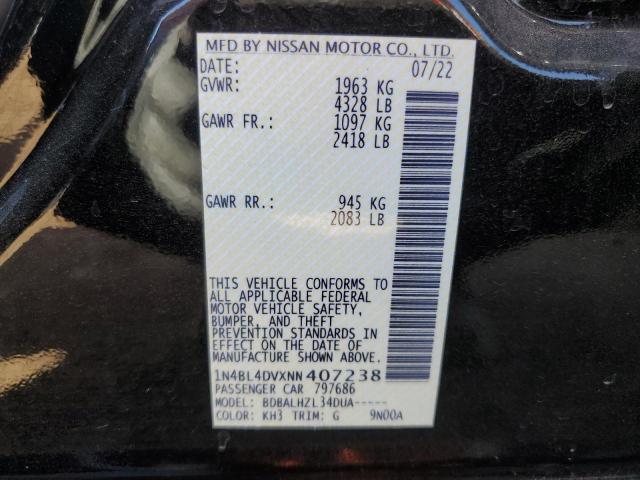 MFD BY NISSAN MOTOR CO., LTD.
DATE: 07/22
GVWR: 1963 KG
4328 LB
GAWR FR.: 1097 KG
2418 LB
GAWR RR.: 945 KG
2083 LB
THIS VEHICLE CONFORMS TO
ALL APPLICABLE FEDERAL
MOTOR VEHICLE SAFETY,
BUMPER, AND THEFT
PREVENTION STANDARDS IN
EFFECT ON THE DATE OF
MANUFACTURE SHOWN ABOVE.
1N4BL4DVXNN407238
PASSENGER CAR 797686
MODEL: BDBALHZL34DUA-----
COLOR: KH3 TRIM: G 9N00A